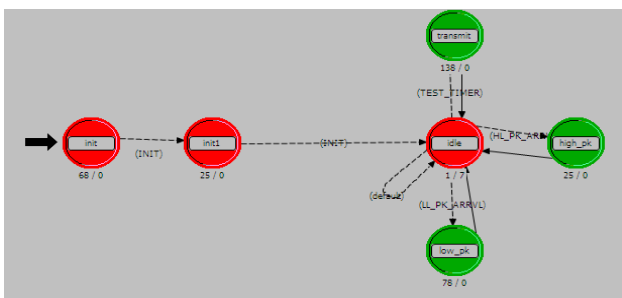 transmit
138 / 0
(TEST_TIMER)
init
(INIT)
68 / 0
init1
25 / 0
(INIT)
idle
1 / 7
(HL_PK_ARR
high_pk
25 / 0
(default)
(LL_PK_ARRVL)
low_pk
78 / 0